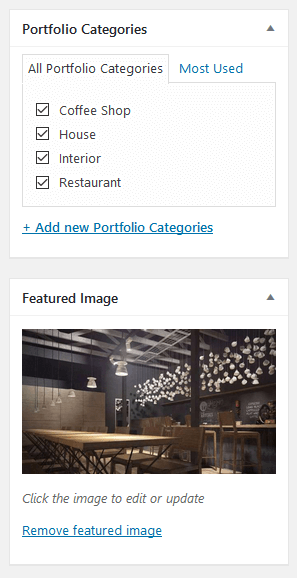 Portfolio Categories
All Portfolio Categories
Most Used
Coffee Shop
House
Interior
Restaurant
+ Add new Portfolio Categories
Featured Image
Click the image to edit or update
Remove featured image